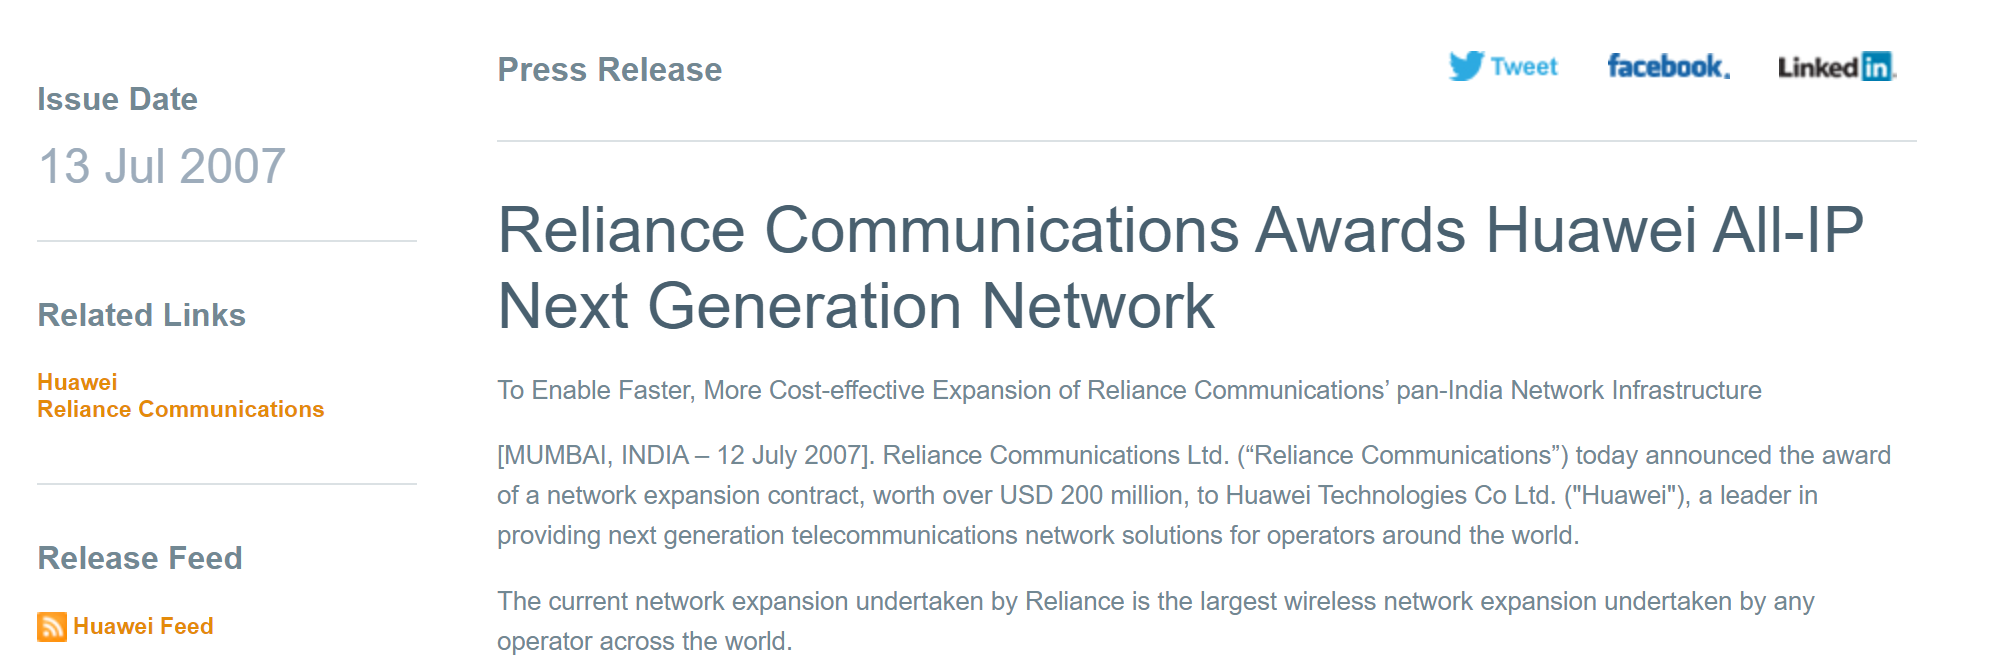 Issue Date
13 Jul 2007
Related Links
Huawei
Reliance Communications
Release Feed
Huawei Feed
Press Release
Tweet
facebook.
Linked in
Reliance Communications Awards Huawei All-IP
Next Generation Network
To Enable Faster, More Cost-effective Expansion of Reliance Communications’ pan-India Network Infrastructure
[MUMBAI, INDIA – 12 July 2007]. Reliance Communications Ltd. (“Reliance Communications”) today announced the award
of a network expansion contract, worth over USD 200 million, to Huawei Technologies Co Ltd. ("Huawei"), a leader in
providing next generation telecommunications network solutions for operators around the world.
The current network expansion undertaken by Reliance is the largest wireless network expansion undertaken by any
operator across the world.